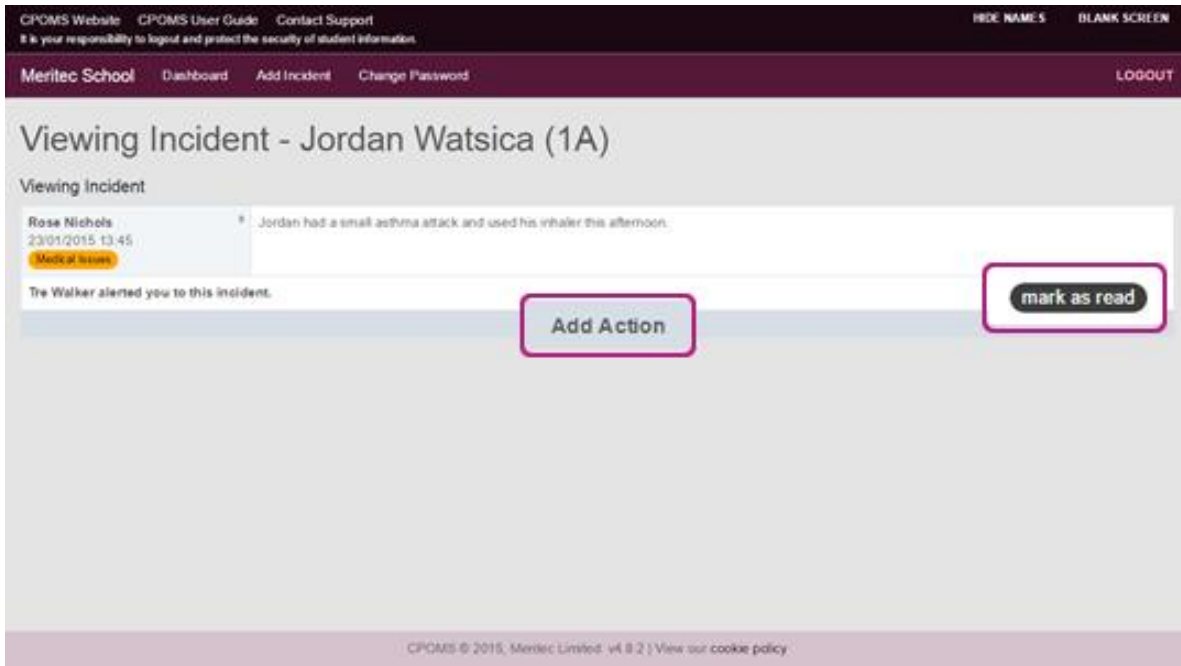 CPOMS Website CPOMS User Guide Contact Support HIDE NAMES BLANK SCREEN
It is your responsibility to logout and protect the security of student information.
Meritec School Dashboard Add Incident Change Password LOGOUT
Viewing Incident - Jordan Watsica (1A)
Viewing Incident
Rose Nichols
Jordan had a small asthma attack and used his inhaler this afternoon.
23/01/2015 13:45
Medical Issues
Tre Walker alerted you to this incident.
mark as read
Add Action
CPOMS © 2015, Meritec Limited. v4.8.2 | View our cookie policy